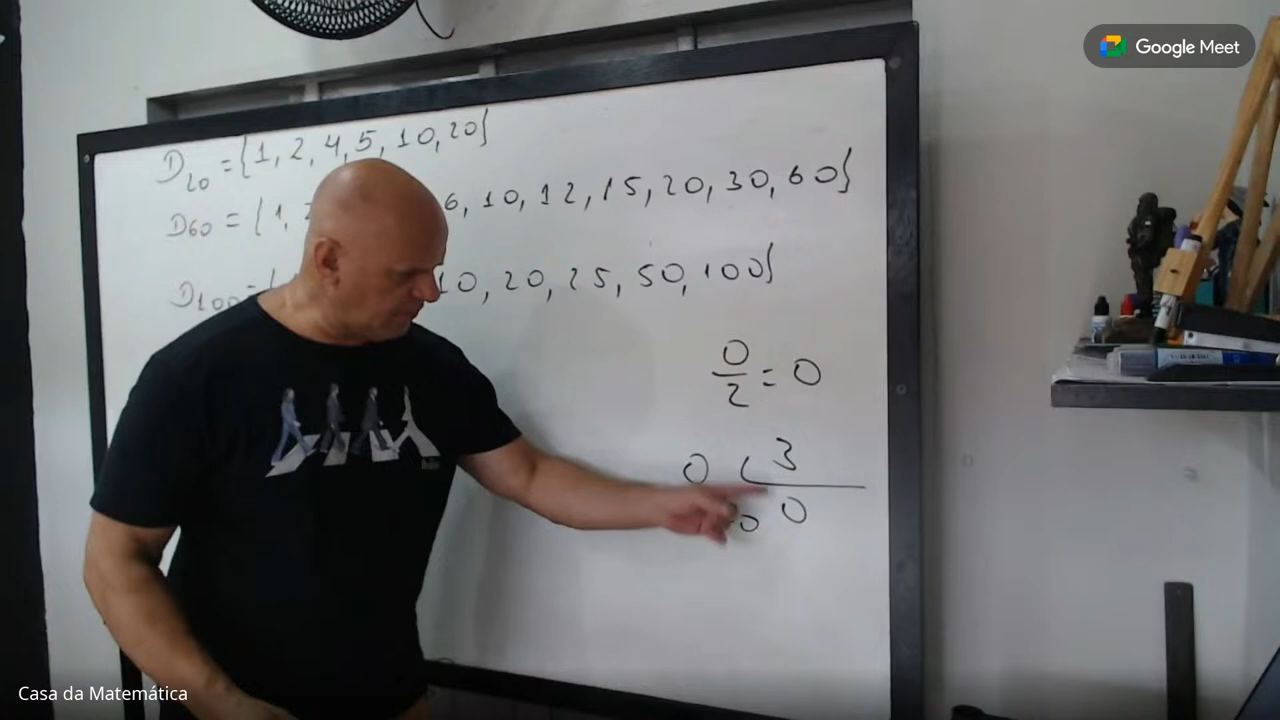 Google Meet
D20 = {1, 2, 4, 5, 10, 20}
D60 = {1, 6, 10, 12, 15, 20, 30, 60}
D100 = { 10, 20, 25, 50, 100}
0/2 = 0
0 3
0 0
Casa da Matemática